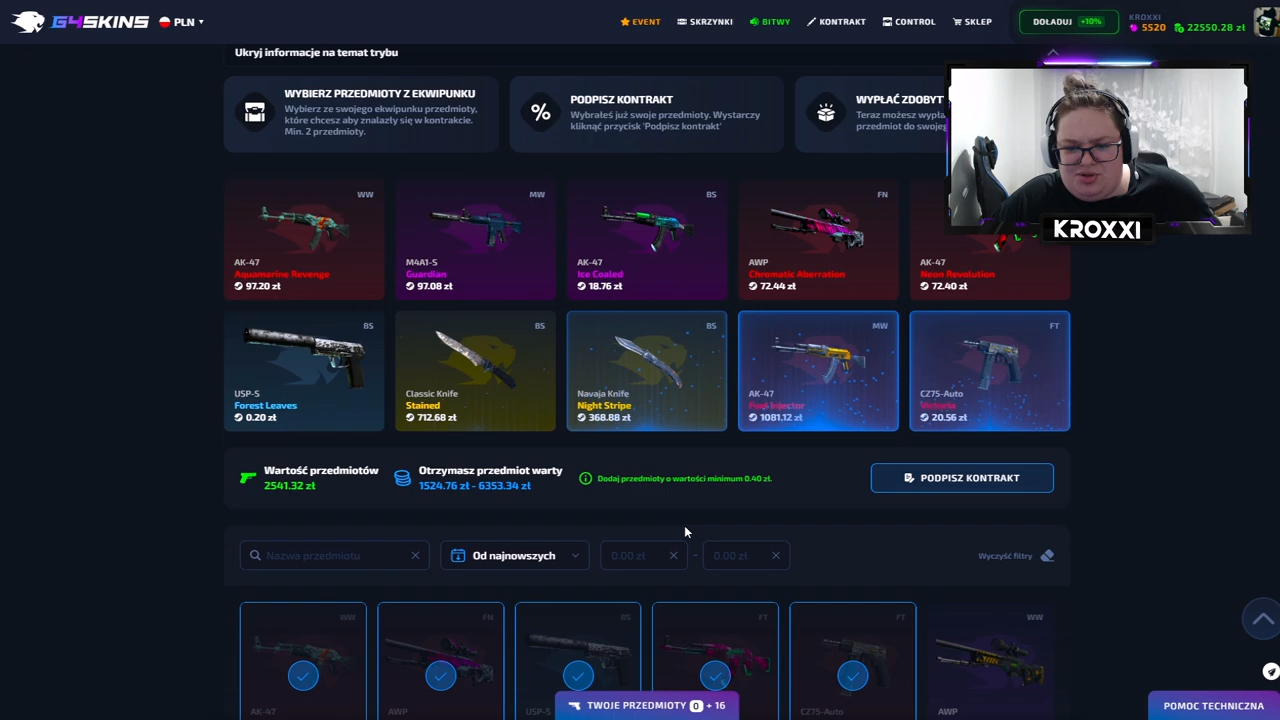 G4SKINS
PLN
EVENT
SKRZYNKI
BITWY
KONTRAKT
CONTROL
SKLEP
DOŁADUJ +10%
KROXXI
5520 22550.28 zł
Ukryj informacje na temat trybu
WYBIERZ PRZEDMIOTY Z EKWIPUNKU
Wybierz ze swojego ekwipunku przedmioty,
które chcesz aby znalazły się w kontrakcie.
Min. 2 przedmioty.
PODPISZ KONTRAKT
Wybrałeś już swoje przedmioty. Wystarczy
kliknąć przycisk 'Podpisz kontrakt'
WYPŁAĆ ZDOBYT
Teraz możesz wypła
przedmiot do swojeg
KROXXI
WW
AK-47
Aquamarine Revenge
97.20 zł
MW
M4A1-S
Guardian
97.08 zł
BS
AK-47
Ice Coaled
18.76 zł
FN
AWP
Chromatic Aberration
72.44 zł
AK-47
Neon Revolution
72.40 zł
BS
USP-S
Forest Leaves
0.20 zł
BS
Classic Knife
Stained
712.68 zł
BS
Navaja Knife
Night Stripe
368.88 zł
MW
AK-47
Fuel Injector
1081.12 zł
FT
CZ75-Auto
Victoria
20.56 zł
Wartość przedmiotów
2541.32 zł
Otrzymasz przedmiot warty
1524.76 zł - 6353.34 zł
Dodaj przedmioty o wartości minimum 0.40 zł.
PODPISZ KONTRAKT
Nazwa przedmiotu
Od najnowszych
0.00 zł - 0.00 zł
Wyczyść filtry
WW
AK-47
FN
AWP
BS
USP-S
FT
FT
CZ75-Auto
WW
AWP
TWOJE PRZEDMIOTY 0 + 16
POMOC TECHNICZNA